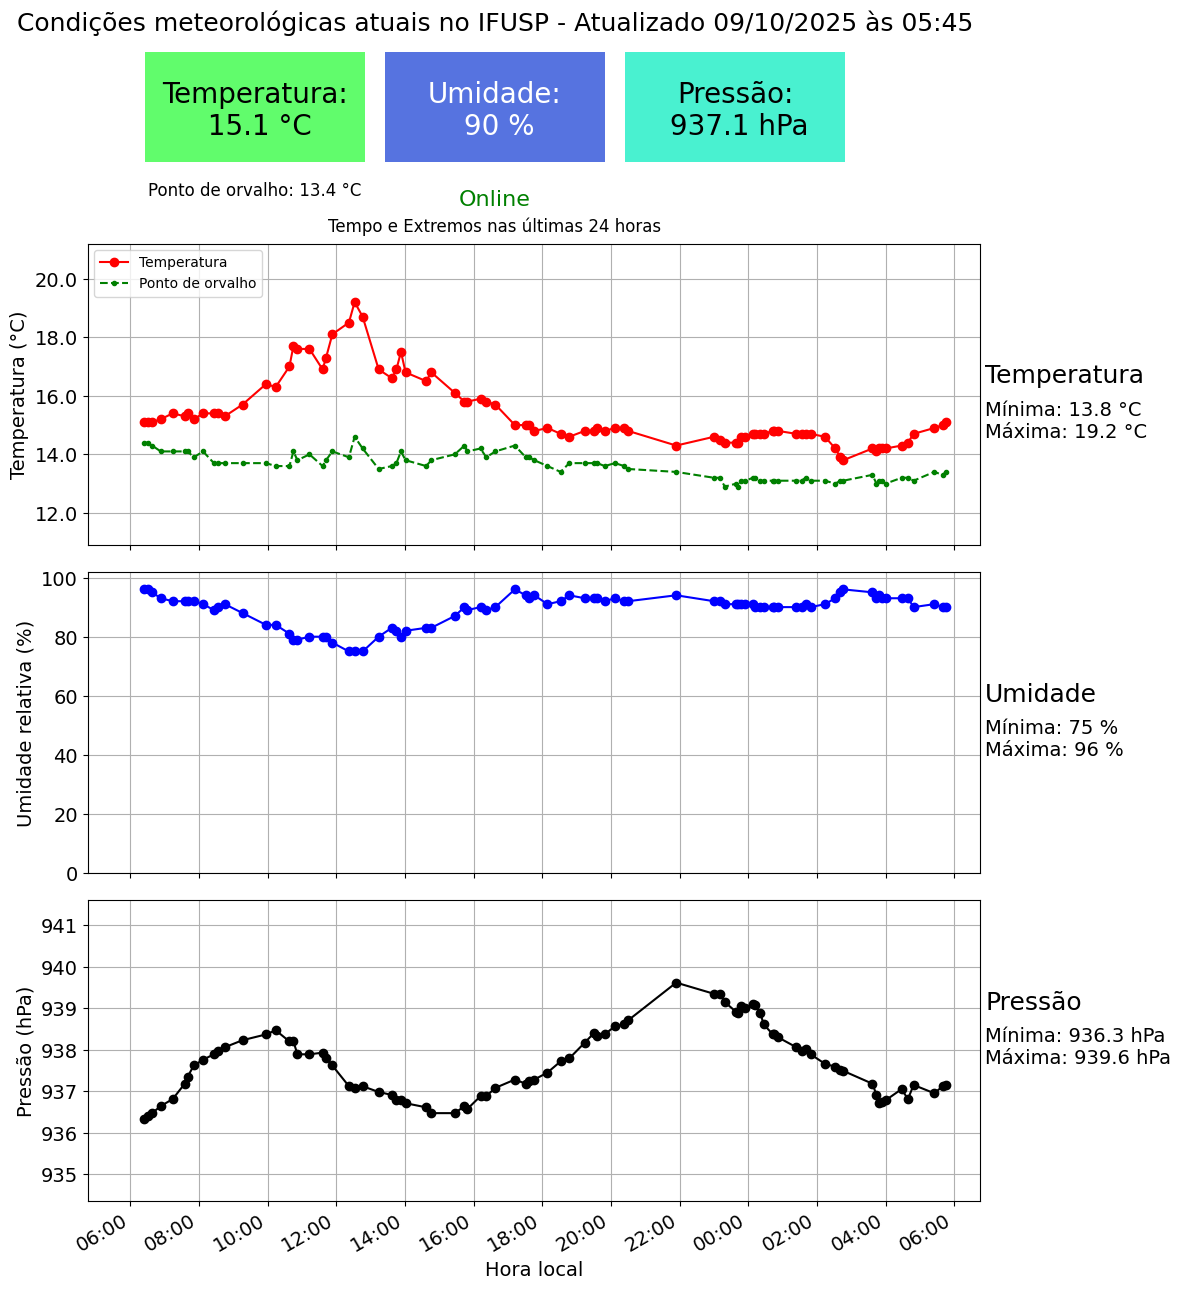 Condições meteorológicas atuais no IFUSP - Atualizado 09/10/2025 às 05:45
Temperatura:
15.1 °C
Umidade:
90 %
Pressão:
937.1 hPa
Ponto de orvalho: 13.4 °C
Online
Tempo e Extremos nas últimas 24 horas
Temperatura
Ponto de orvalho
Temperatura (°C)
20.0
18.0
16.0
14.0
12.0
Temperatura
Mínima: 13.8 °C
Máxima: 19.2 °C
Umidade relativa (%)
100
80
60
40
20
0
Umidade
Mínima: 75 %
Máxima: 96 %
Pressão (hPa)
941
940
939
938
937
936
935
Pressão
Mínima: 936.3 hPa
Máxima: 939.6 hPa
06:00
08:00
10:00
12:00
14:00
16:00
18:00
20:00
22:00
00:00
02:00
04:00
06:00
Hora local